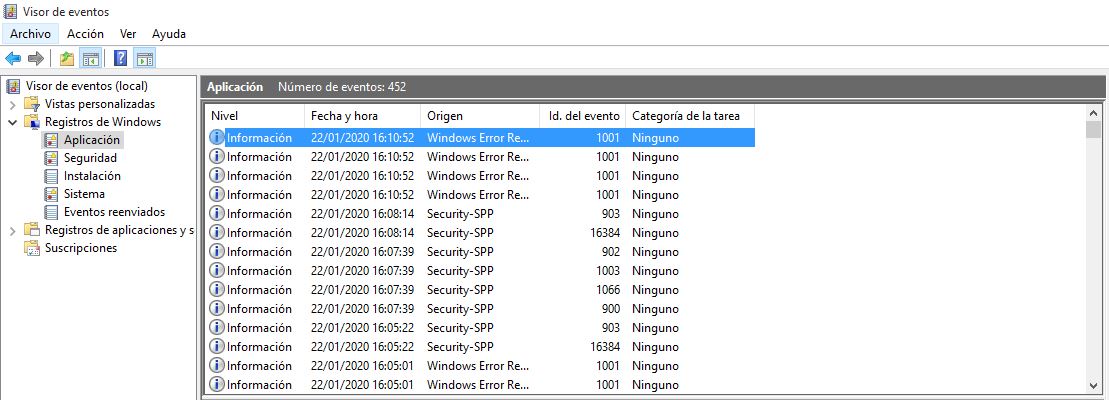 Visor de eventos
Archivo Acción Ver Ayuda
Visor de eventos (local)
Vistas personalizadas
Registros de Windows
Aplicación
Seguridad
Instalación
Sistema
Eventos reenviados
Registros de aplicaciones y s
Suscripciones
Aplicación Número de eventos: 452
Nivel Fecha y hora Origen Id. del evento Categoría de la tarea
Información 22/01/2020 16:10:52 Windows Error Re... 1001 Ninguno
Información 22/01/2020 16:10:52 Windows Error Re... 1001 Ninguno
Información 22/01/2020 16:10:52 Windows Error Re... 1001 Ninguno
Información 22/01/2020 16:10:52 Windows Error Re... 1001 Ninguno
Información 22/01/2020 16:08:14 Security-SPP 903 Ninguno
Información 22/01/2020 16:08:14 Security-SPP 16384 Ninguno
Información 22/01/2020 16:07:39 Security-SPP 902 Ninguno
Información 22/01/2020 16:07:39 Security-SPP 1003 Ninguno
Información 22/01/2020 16:07:39 Security-SPP 1066 Ninguno
Información 22/01/2020 16:07:39 Security-SPP 900 Ninguno
Información 22/01/2020 16:05:22 Security-SPP 903 Ninguno
Información 22/01/2020 16:05:22 Security-SPP 16384 Ninguno
Información 22/01/2020 16:05:01 Windows Error Re... 1001 Ninguno
Información 22/01/2020 16:05:01 Windows Error Re... 1001 Ninguno